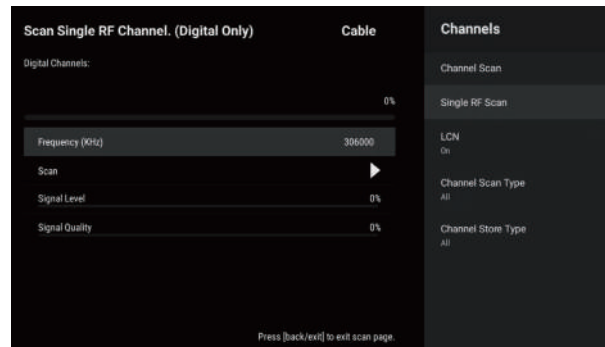 Scan Single RF Channel. (Digital Only) Cable
Digital Channels:
0%
Frequency (KHz) 306000
Scan
Signal Level 0%
Signal Quality 0%
Press [back/exit] to exit scan page.
Channels
Channel Scan
Single RF Scan
LCN
On
Channel Scan Type
All
Channel Store Type
All